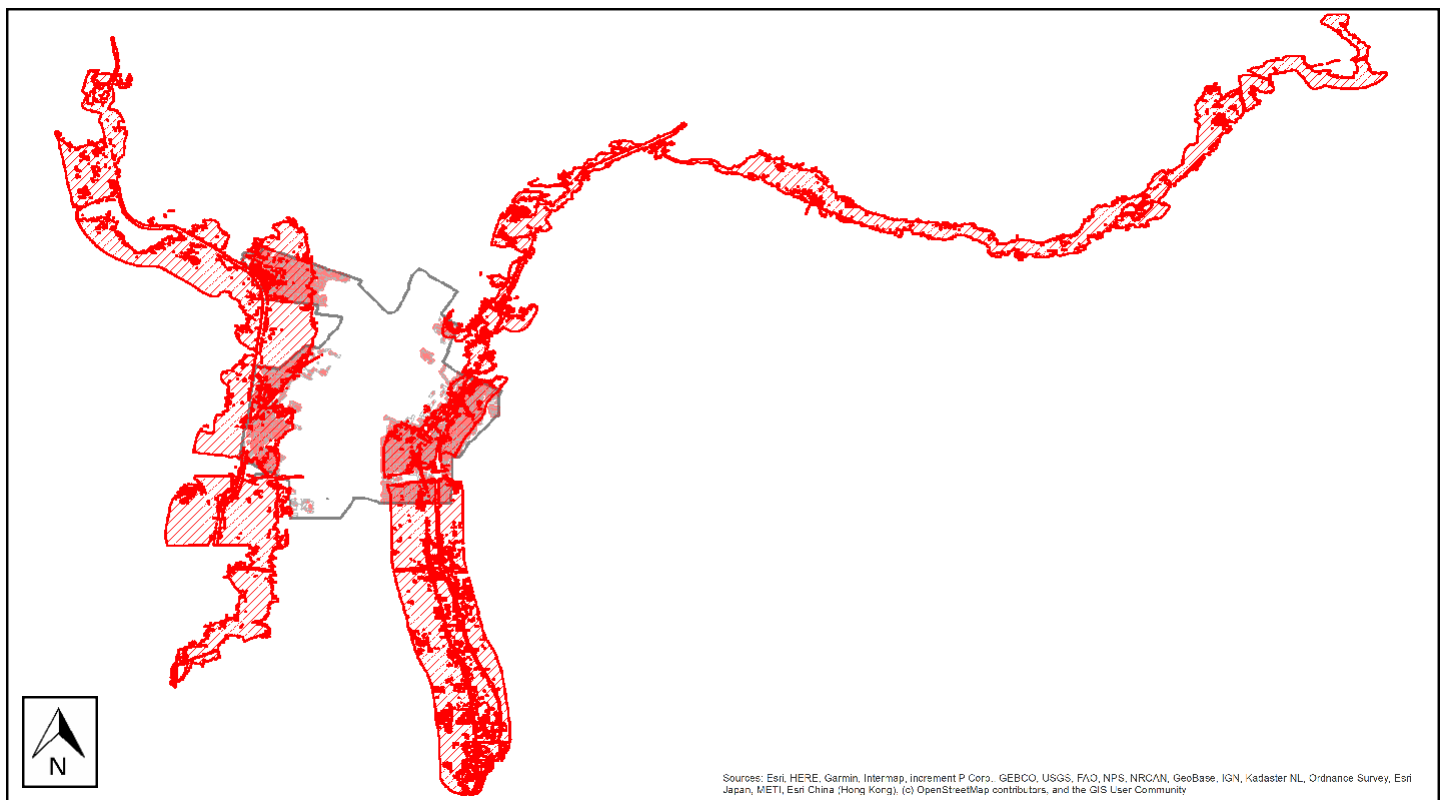 N
Sources: Esri, HERE, Garmin, Intermap, increment P Corp., GEBCO, USGS, FAO, NPS, NRCAN, GeoBase, IGN, Kadaster NL, Ordnance Survey, Esri
Japan, METI, Esri China (Hong Kong), (c) OpenStreetMap contributors, and the GIS User Community